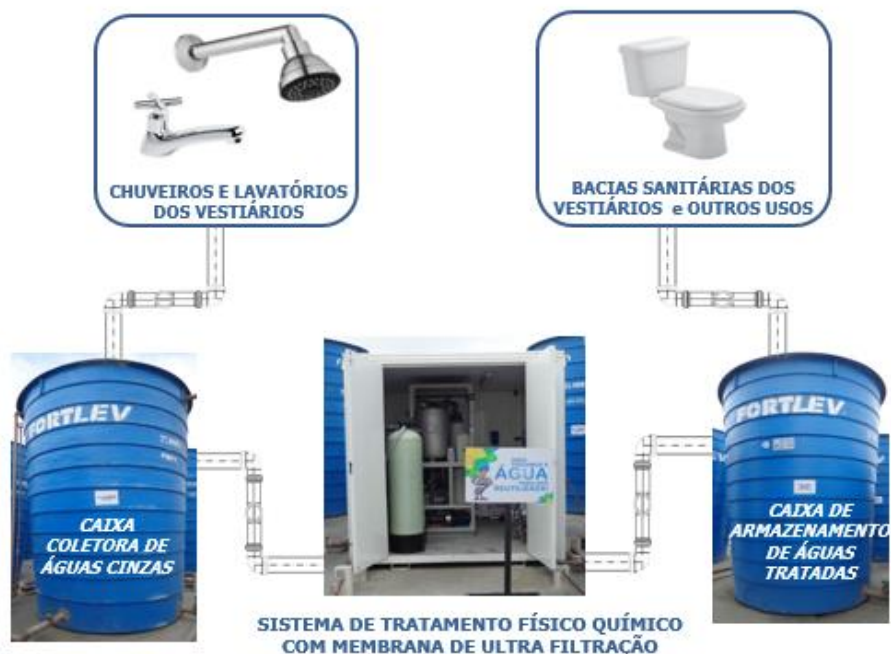 CHUVEIROS E LAVATÓRIOS
DOS VESTIÁRIOS
BACIAS SANITÁRIAS DOS
VESTIÁRIOS e OUTROS USOS
FORTLEV
CAIXA
COLETORA DE
ÁGUAS CINZAS
ÁGUA
FORTLEV
CAIXA DE
ARMAZENAMENTO
DE ÁGUAS
TRATADAS
SISTEMA DE TRATAMENTO FÍSICO QUÍMICO
COM MEMBRANA DE ULTRA FILTRAÇÃO